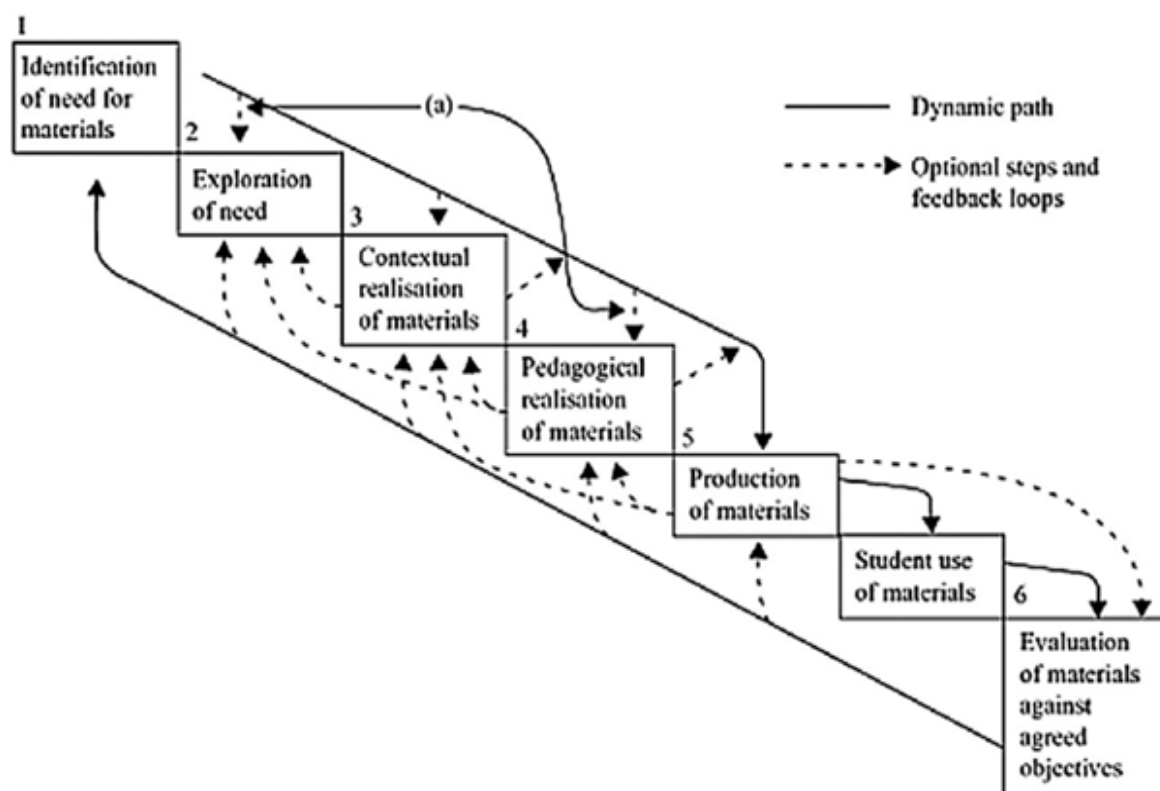 1
Identification
of need for
materials
2
Exploration
of need
3
Contextual
realisation
of materials
4
Pedagogical
realisation
of materials
5
Production
of materials
Student use
of materials
6
Evaluation
of materials
against
agreed
objectives
(a)
Dynamic path
Optional steps and
feedback loops